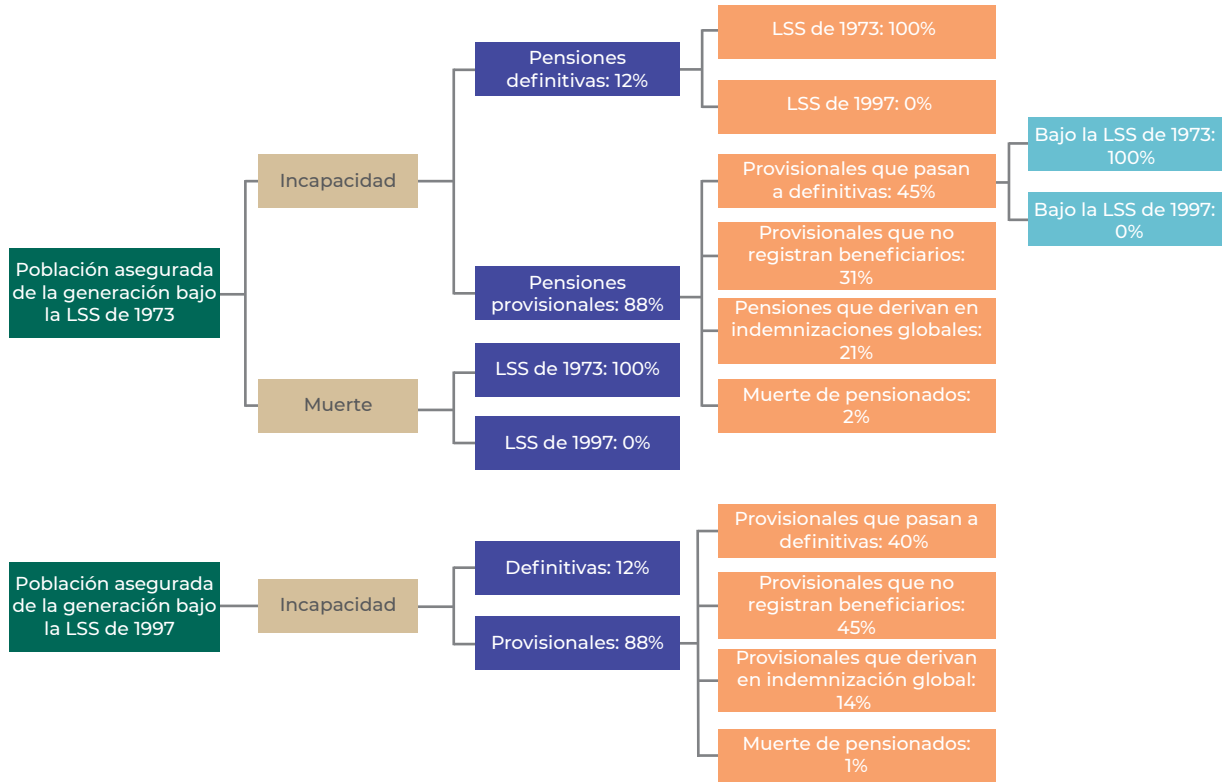 Población asegurada
de la generación bajo
la LSS de 1973
Incapacidad
Pensiones
definitivas: 12%
LSS de 1973: 100%
LSS de 1997: 0%
Pensiones
provisionales: 88%
Provisionales que pasan
a definitivas: 45%
Bajo la LSS de 1973:
100%
Bajo la LSS de 1997:
0%
Provisionales que no
registran beneficiarios:
31%
Pensiones que derivan en
indemnizaciones globales:
21%
Muerte de pensionados:
2%
Muerte
LSS de 1973: 100%
LSS de 1997: 0%
Población asegurada
de la generación bajo
la LSS de 1997
Incapacidad
Definitivas: 12%
Provisionales: 88%
Provisionales que pasan a
definitivas: 40%
Provisionales que no
registran beneficiarios:
45%
Provisionales que derivan
en indemnización global:
14%
Muerte de pensionados:
1%